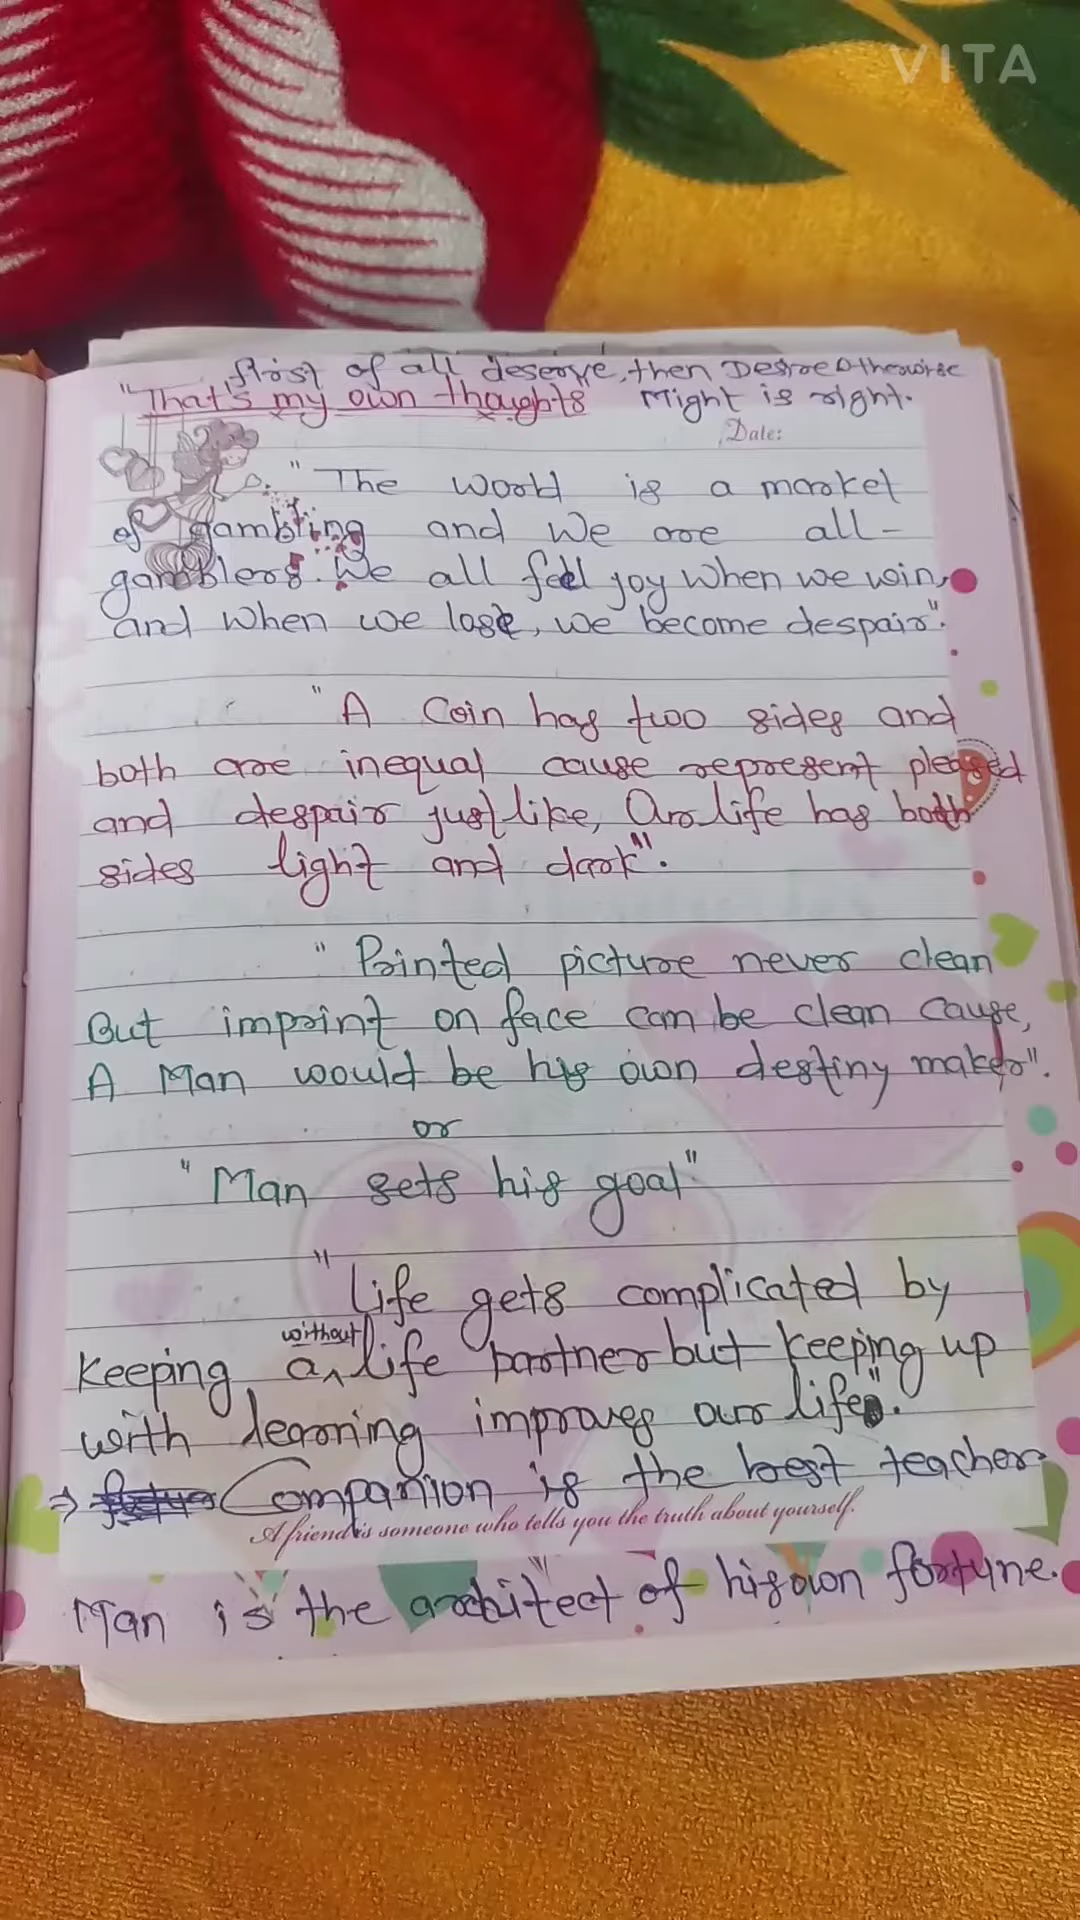 VITA
first of all deserve, then Desire Otherwise
"That's my own thoughts Might is right.
Date:
"The world is a market
of gambling and we are all-
gamblers. We all feel joy when we win,
and when we lose, we become despair".
"A Coin has two sides and
both are inequal cause represent pleased
and despair just like, Our life has both
sides light and dark".
"Printed picture never clean
But imprint on face can be clean cause,
A Man would be his own destiny maker".
or
"Man sets his goal"
"Life gets complicated by
without
keeping a^life partner but keeping up
with learning improves our life".
⇒ Companion is the best teacher
A friend is someone who tells you the truth about yourself.
Man is the architect of his own fortune.